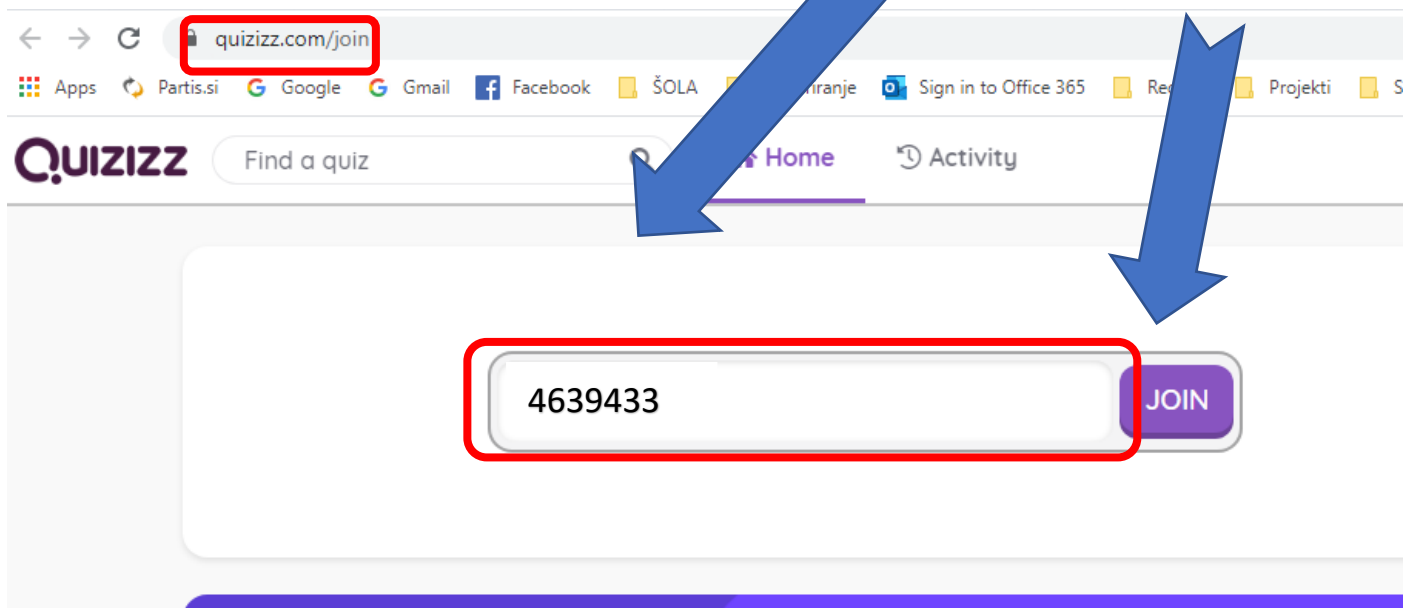 quizizz.com/join
Apps Partis.si Google Gmail Facebook ŠOLA Sign in to Office 365 Projekti S
QUIZIZZ Find a quiz Home Activity
4639433 JOIN